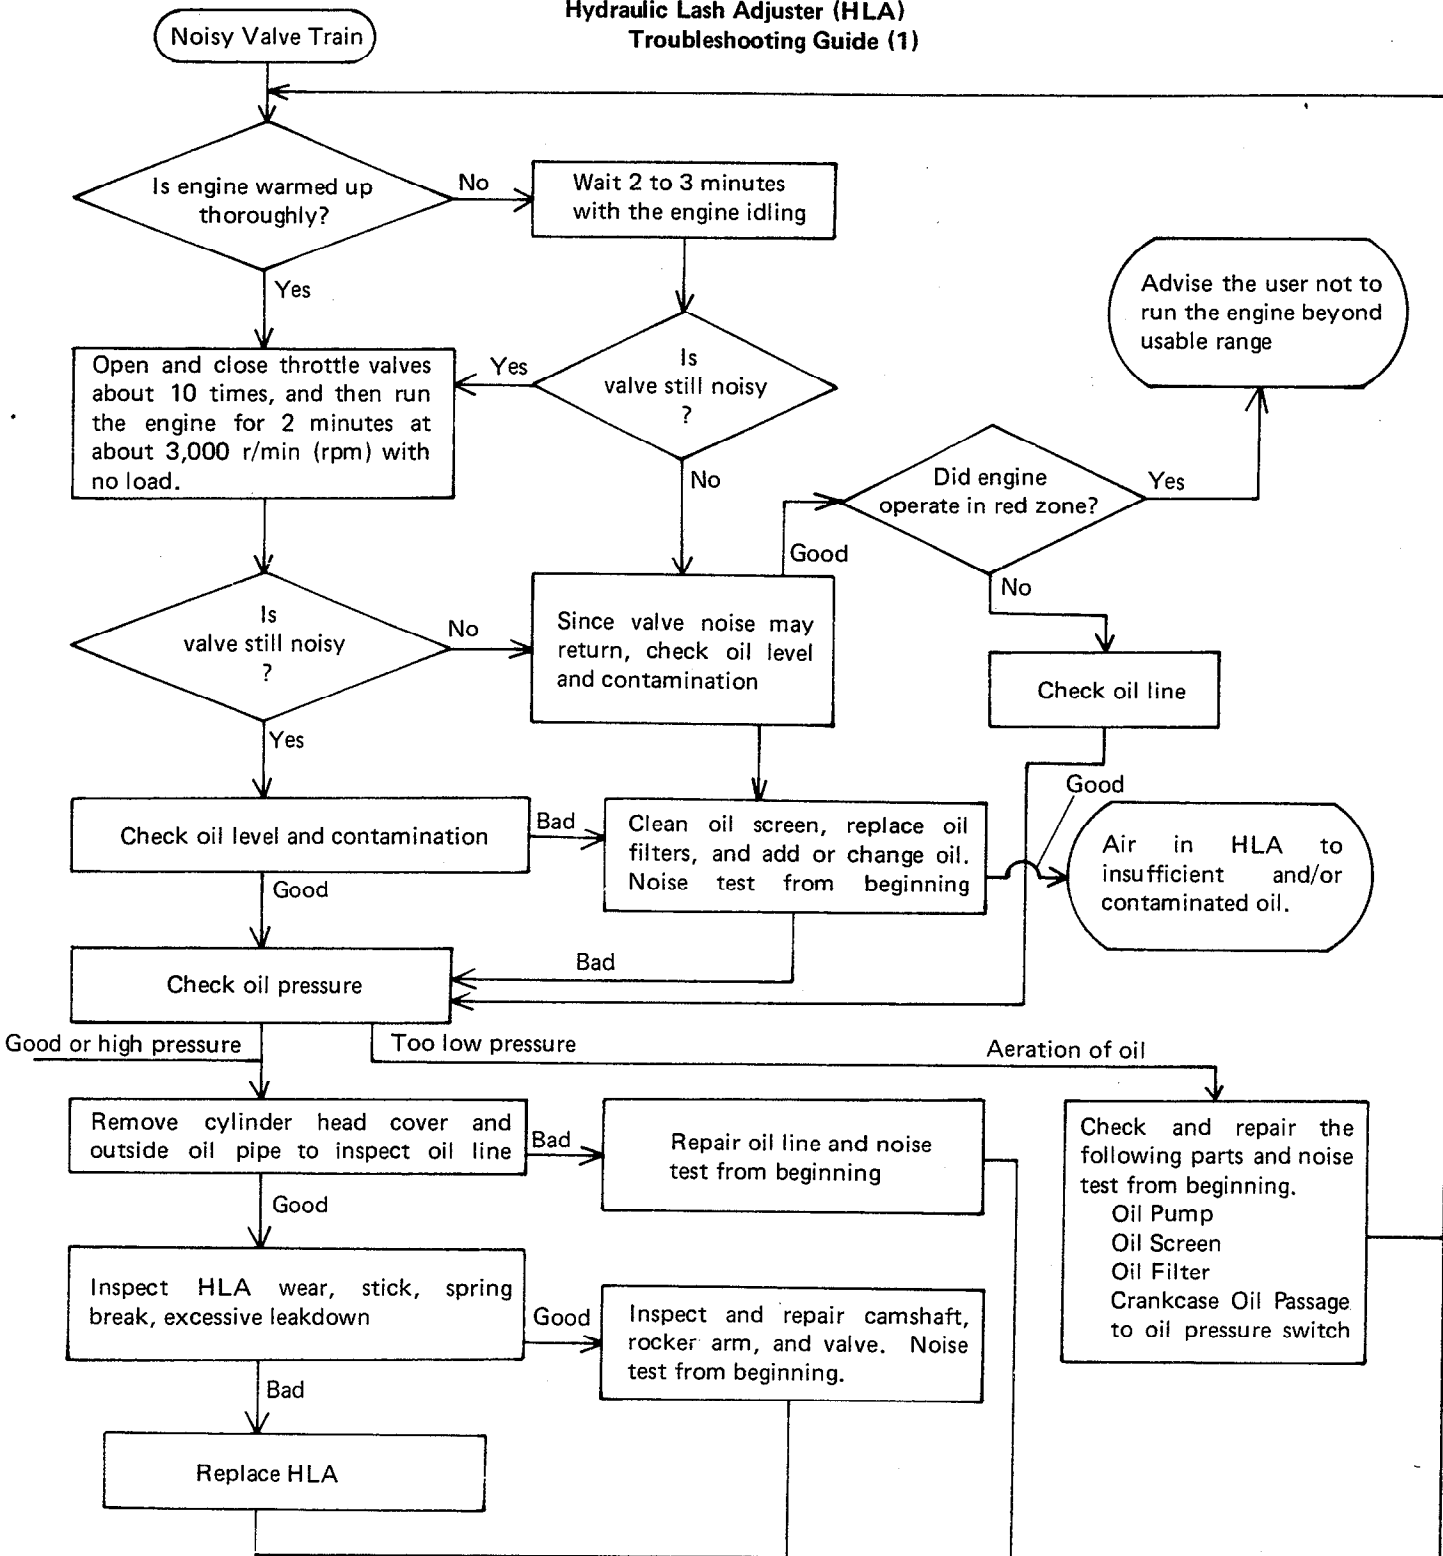 Hydraulic Lash Adjuster (HLA)
Troubleshooting Guide (1)
Noisy Valve Train
Is engine warmed up
thoroughly?
No
Wait 2 to 3 minutes
with the engine idling
Yes
Advise the user not to
run the engine beyond
usable range
Open and close throttle valves
about 10 times, and then run
the engine for 2 minutes at
about 3,000 r/min (rpm) with
no load.
Yes
Is
valve still noisy
?
No
Did engine
operate in red zone?
Yes
Good
No
Is
valve still noisy
?
No
Since valve noise may
return, check oil level
and contamination
Check oil line
Yes
Good
Check oil level and contamination
Bad
Clean oil screen, replace oil
filters, and add or change oil.
Noise test from beginning
Air in HLA to
insufficient and/or
contaminated oil.
Good
Check oil pressure
Bad
Good or high pressure
Too low pressure
Aeration of oil
Remove cylinder head cover and
outside oil pipe to inspect oil line
Bad
Repair oil line and noise
test from beginning
Check and repair the
following parts and noise
test from beginning.
Oil Pump
Oil Screen
Oil Filter
Crankcase Oil Passage
to oil pressure switch
Good
Inspect HLA wear, stick, spring
break, excessive leakdown
Good
Inspect and repair camshaft,
rocker arm, and valve. Noise
test from beginning.
Bad
Replace HLA